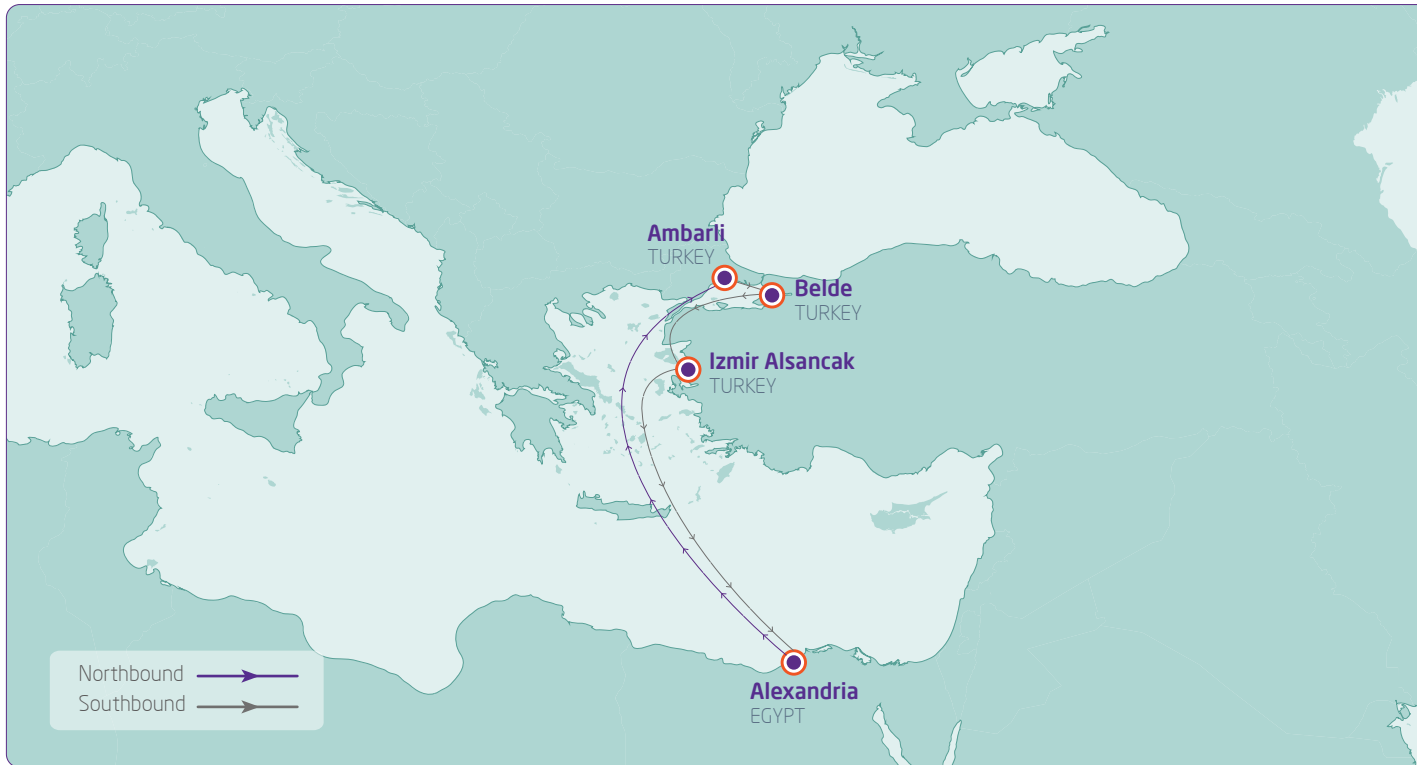 Ambarli
TURKEY
Belde
TURKEY
Izmir Alsancak
TURKEY
Northbound
Southbound
Alexandria
EGYPT